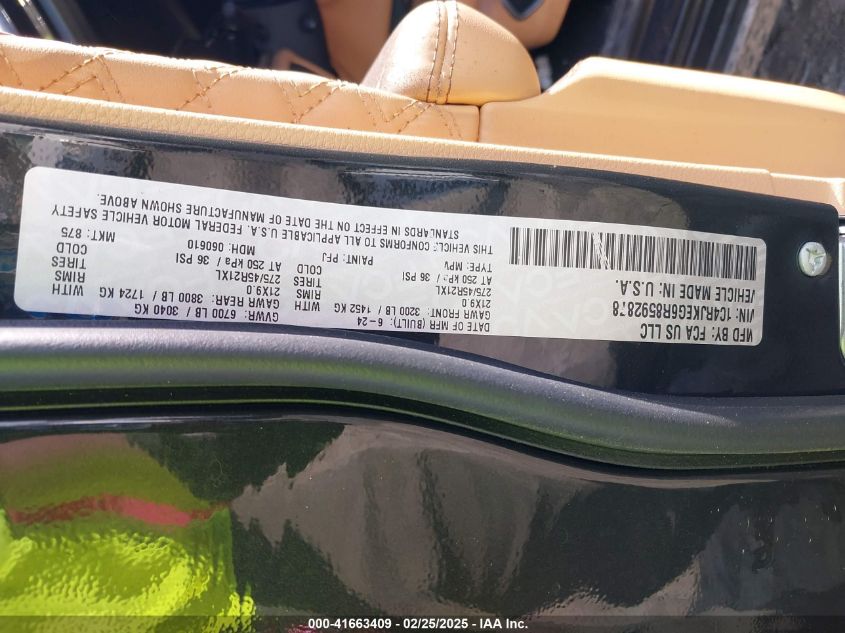 MFD BY: FCA US LLC
VIN: 1C4RJKEG6R8592878
VEHICLE MADE IN: U.S.A.
DATE OF MFR (BUILT): 6-24
GVWR: 6700 LB / 3040 KG
GAWR FRONT: 3200 LB / 1452 KG WITH
GAWR REAR: 3800 LB / 1724 KG WITH
21X9.0 RIMS
21X9.0 RIMS
275/45R21XL TIRES
275/45R21XL TIRES
AT 250 kPa / 36 PSI COLD
AT 250 kPa / 36 PSI COLD
TYPE: MPV
PAINT: PFJ
MDH: 060610
MKT: 875
THIS VEHICLE CONFORMS TO ALL APPLICABLE U.S.A. FEDERAL MOTOR VEHICLE SAFETY
STANDARDS IN EFFECT ON THE DATE OF MANUFACTURE SHOWN ABOVE.
000-41663409 - 02/25/2025 - IAA Inc.